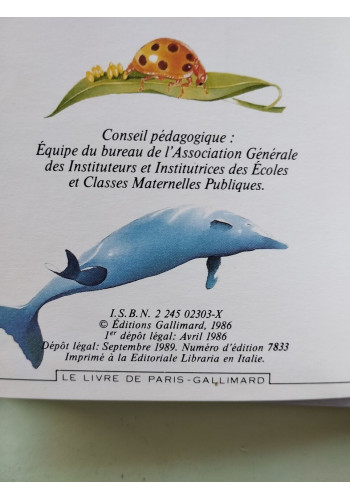 Conseil pédagogique :
Équipe du bureau de l'Association Générale
des Instituteurs et Institutrices des Écoles
et Classes Maternelles Publiques.
I.S.B.N. 2 245 02303-X
© Éditions Gallimard, 1986
1er dépôt légal: Avril 1986
Dépôt légal: Septembre 1989. Numéro d'édition 7833
Imprimé à la Editoriale Libraria en Italie.
LE LIVRE DE PARIS-GALLIMARD